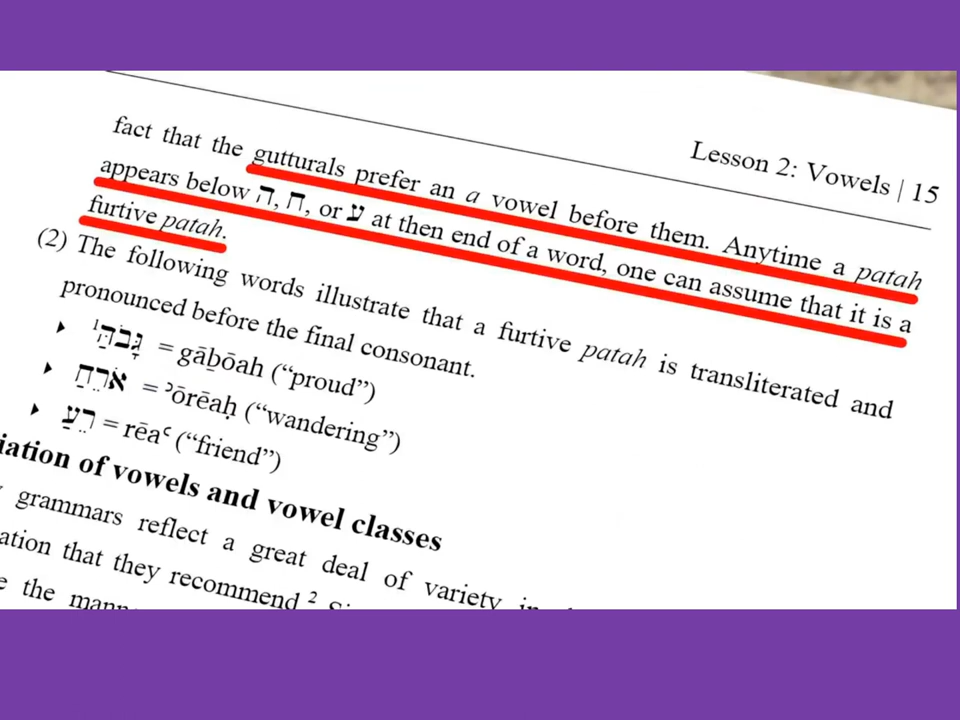 Lesson 2: Vowels | 15
fact that the gutturals prefer an a vowel before them. Anytime a patah
appears below ה, ח, or ע at then end of a word, one can assume that it is a
furtive patah.
(2) The following words illustrate that a furtive patah is transliterated and
pronounced before the final consonant.
גָּבֹהַּ¹ = gāḇōah (“proud”)
אֹרֵחַ = ʾōrēaḥ (“wandering”)
רֵעַ = rēaʿ (“friend”)
iation of vowels and vowel classes
grammars reflect a great deal of variety in
ation that they recommend.²
e the